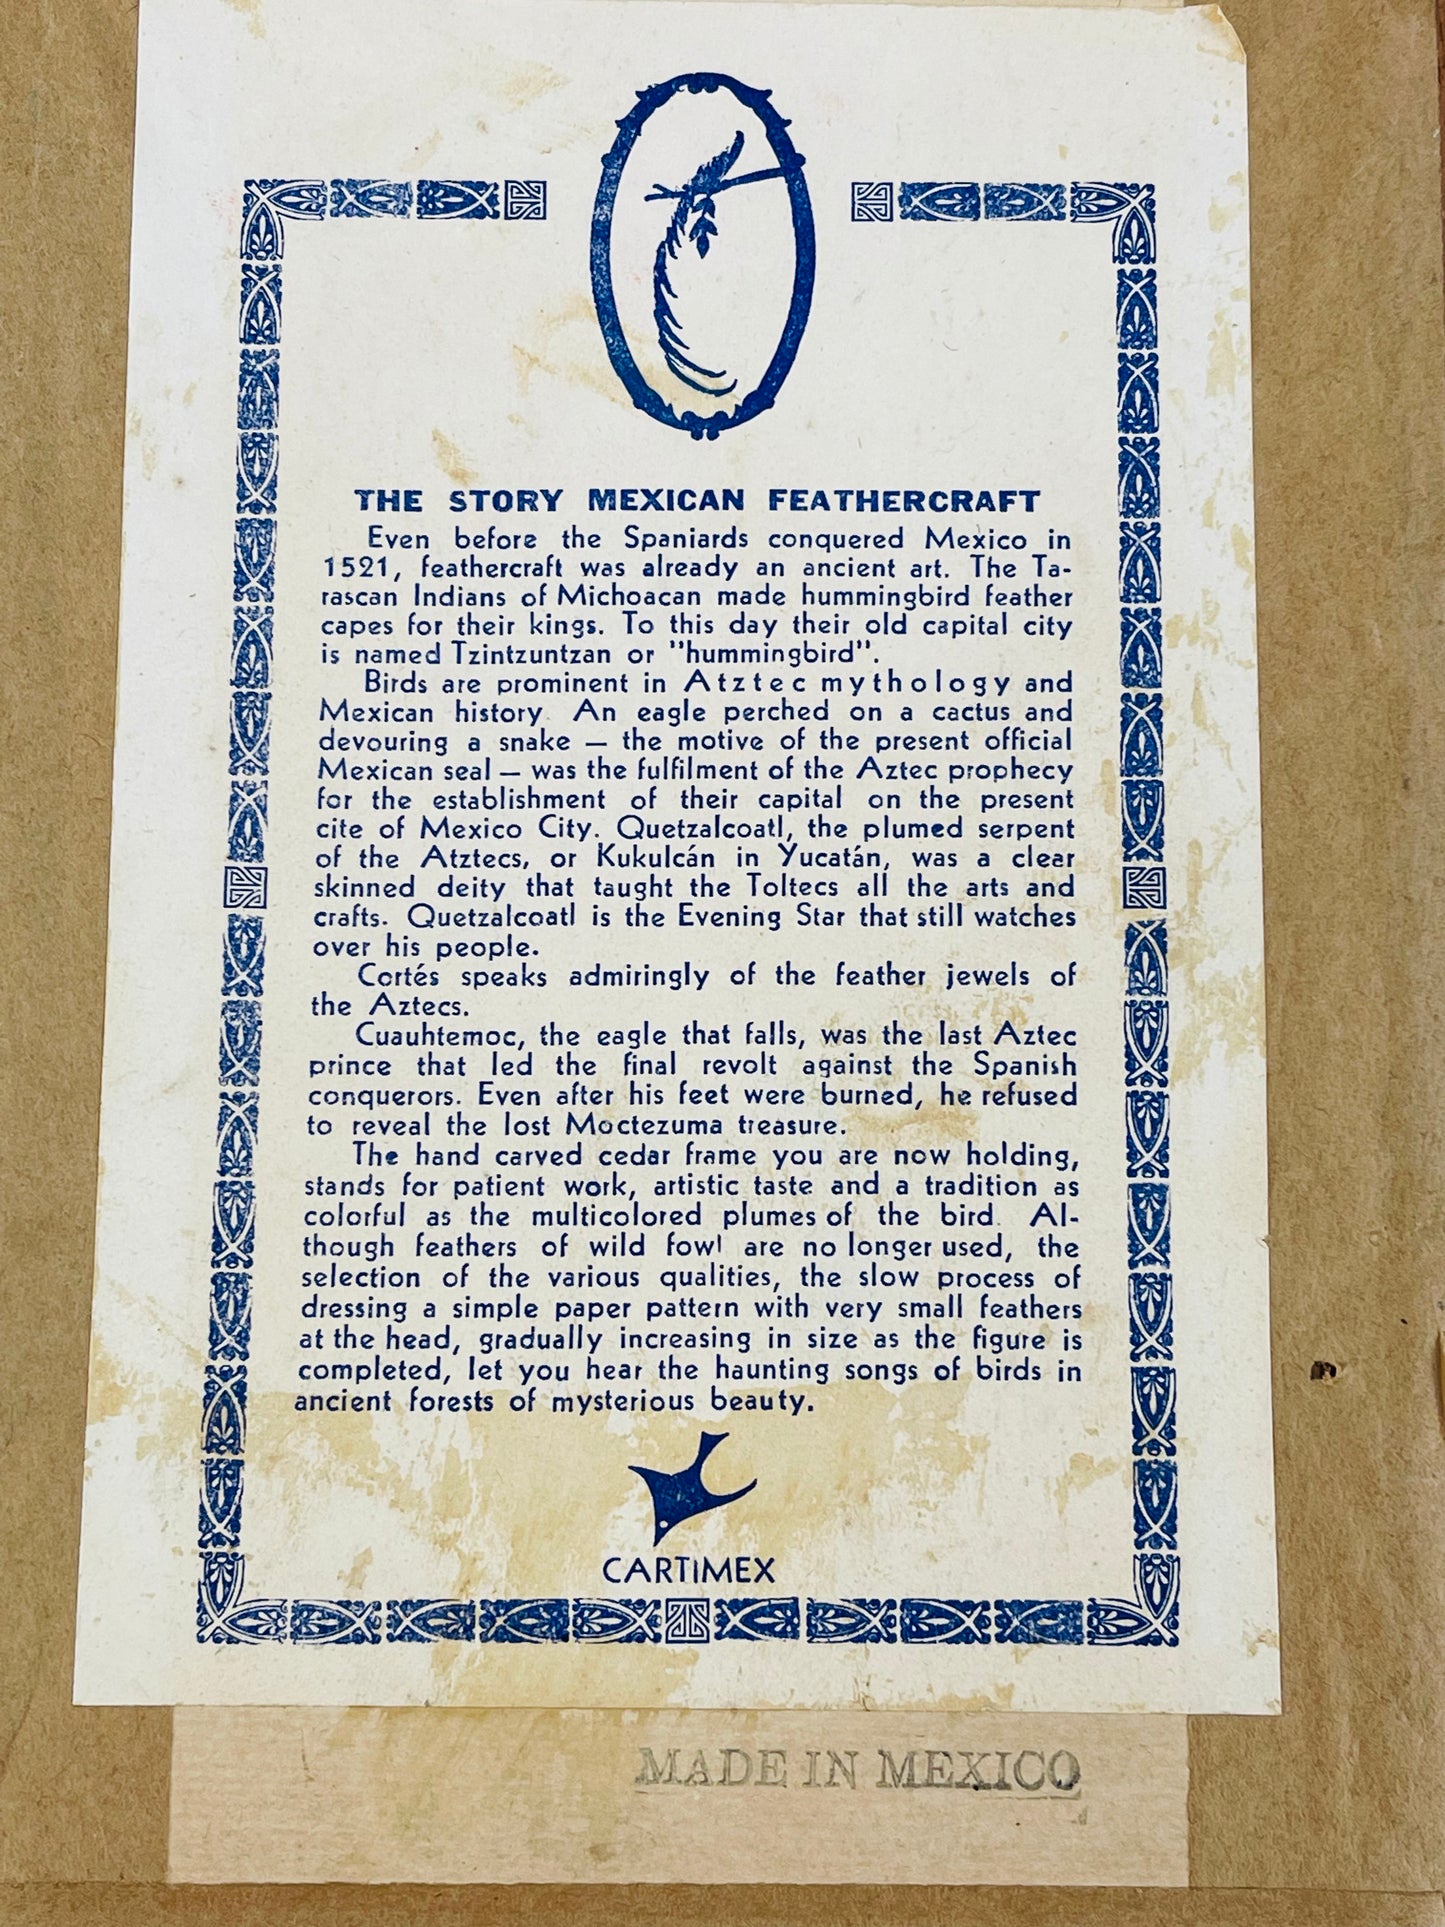 THE STORY MEXICAN FEATHERCRAFT
Even before the Spaniards conquered Mexico in
1521, feathercraft was already an ancient art. The Ta-
rascan Indians of Michoacan made hummingbird feather
capes for their kings. To this day their old capital city
is named Tzintzuntzan or "hummingbird".
Birds are prominent in Atztec mythology and
Mexican history. An eagle perched on a cactus and
devouring a snake — the motive of the present official
Mexican seal — was the fulfilment of the Aztec prophecy
for the establishment of their capital on the present
cite of Mexico City. Quetzalcoatl, the plumed serpent
of the Atztecs, or Kukulcán in Yucatán, was a clear
skinned deity that taught the Toltecs all the arts and
crafts. Quetzalcoatl is the Evening Star that still watches
over his people.
Cortés speaks admiringly of the feather jewels of
the Aztecs.
Cuauhtemoc, the eagle that falls, was the last Aztec
prince that led the final revolt against the Spanish
conquerors. Even after his feet were burned, he refused
to reveal the lost Moctezuma treasure.
The hand carved cedar frame you are now holding,
stands for patient work, artistic taste and a tradition as
colorful as the multicolored plumes of the bird. Al-
though feathers of wild fowl are no longer used, the
selection of the various qualities, the slow process of
dressing a simple paper pattern with very small feathers
at the head, gradually increasing in size as the figure is
completed, let you hear the haunting songs of birds in
ancient forests of mysterious beauty.
CARTIMEX
MADE IN MEXICO